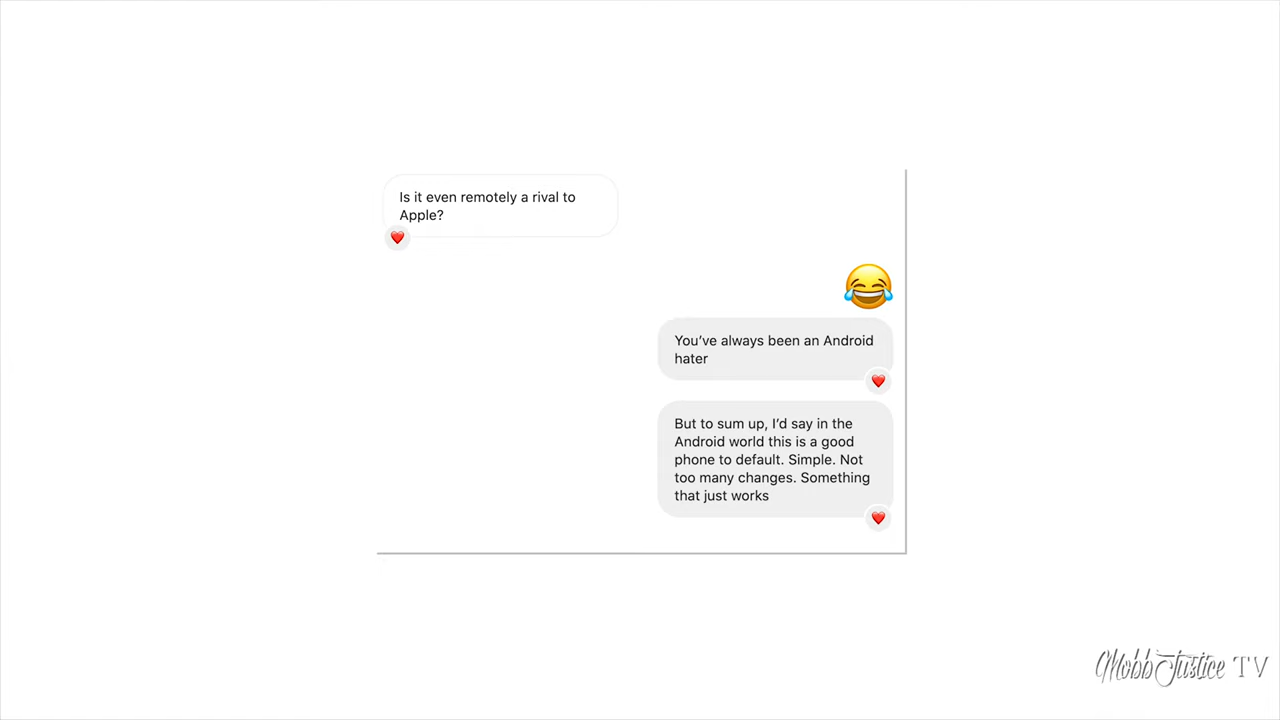 Is it even remotely a rival to
Apple?
You’ve always been an Android
hater
But to sum up, I’d say in the
Android world this is a good
phone to default. Simple. Not
too many changes. Something
that just works
MobbJustice TV